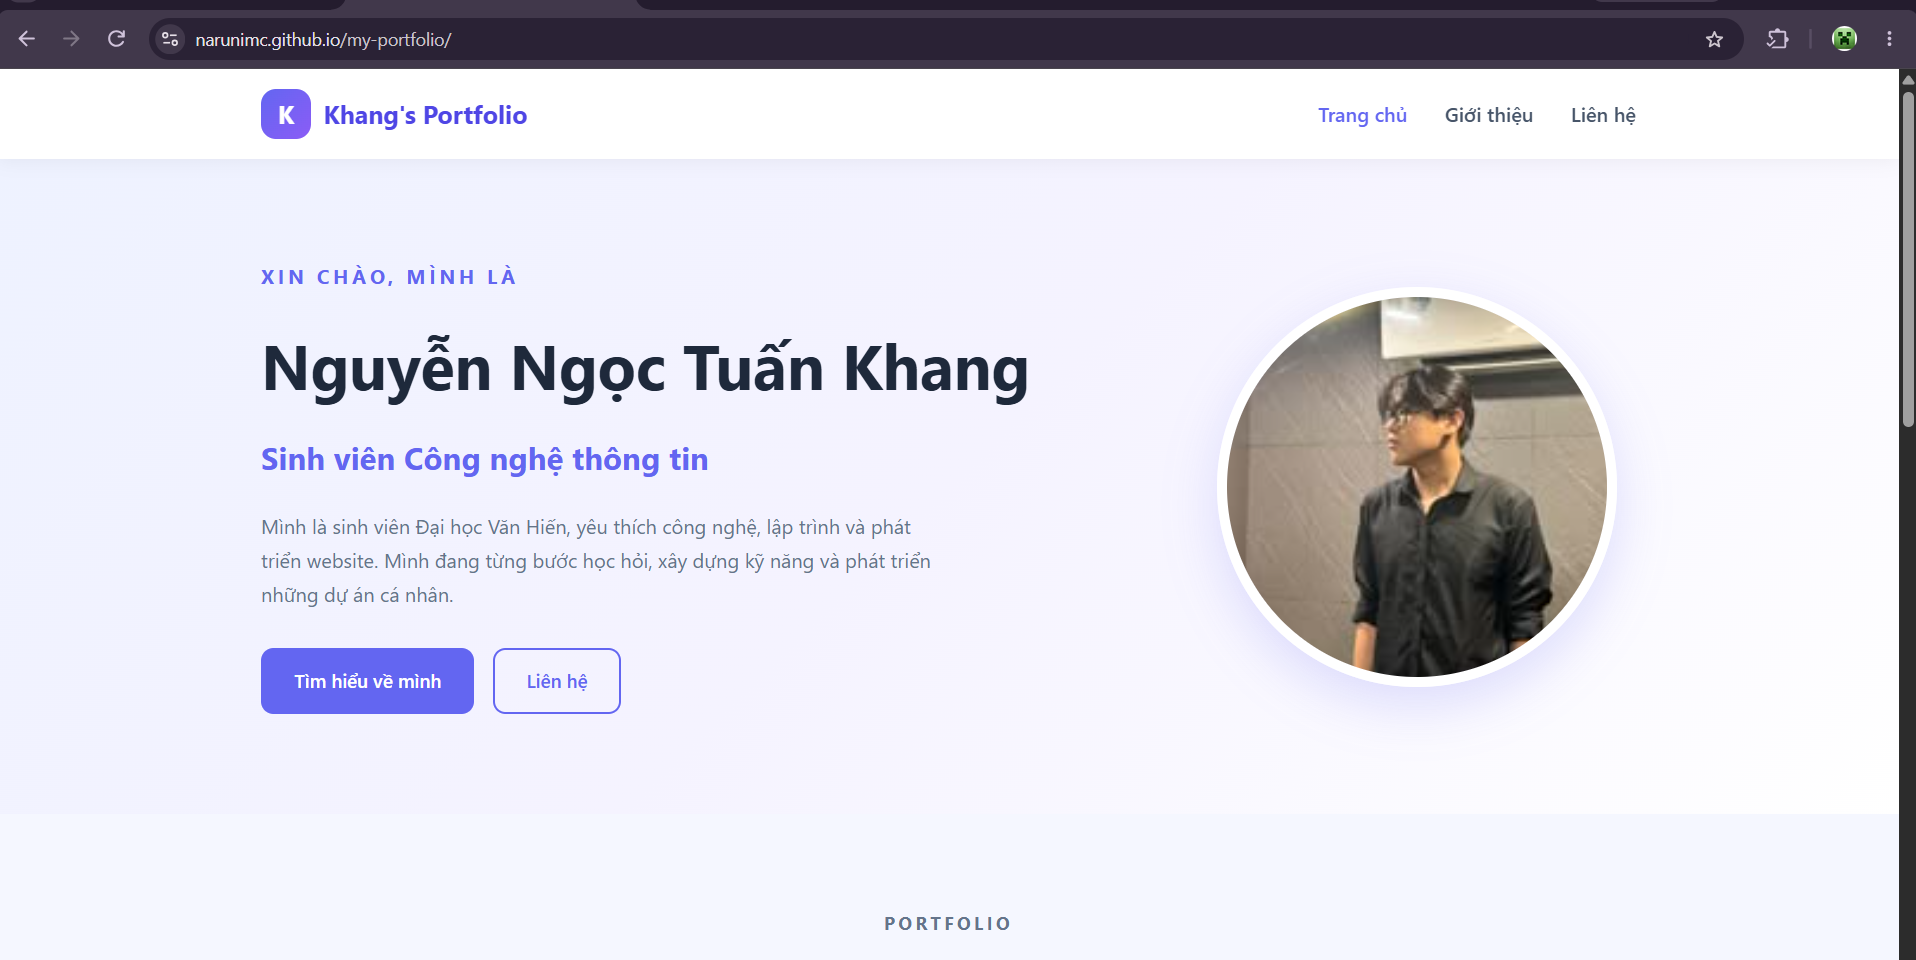 narunimc.github.io/my-portfolio/
K
Khang's Portfolio
Trang chủ
Giới thiệu
Liên hệ
XIN CHÀO, MÌNH LÀ
Nguyễn Ngọc Tuấn Khang
Sinh viên Công nghệ thông tin
Mình là sinh viên Đại học Văn Hiến, yêu thích công nghệ, lập trình và phát
triển website. Mình đang từng bước học hỏi, xây dựng kỹ năng và phát triển
những dự án cá nhân.
Tìm hiểu về mình
Liên hệ
PORTFOLIO